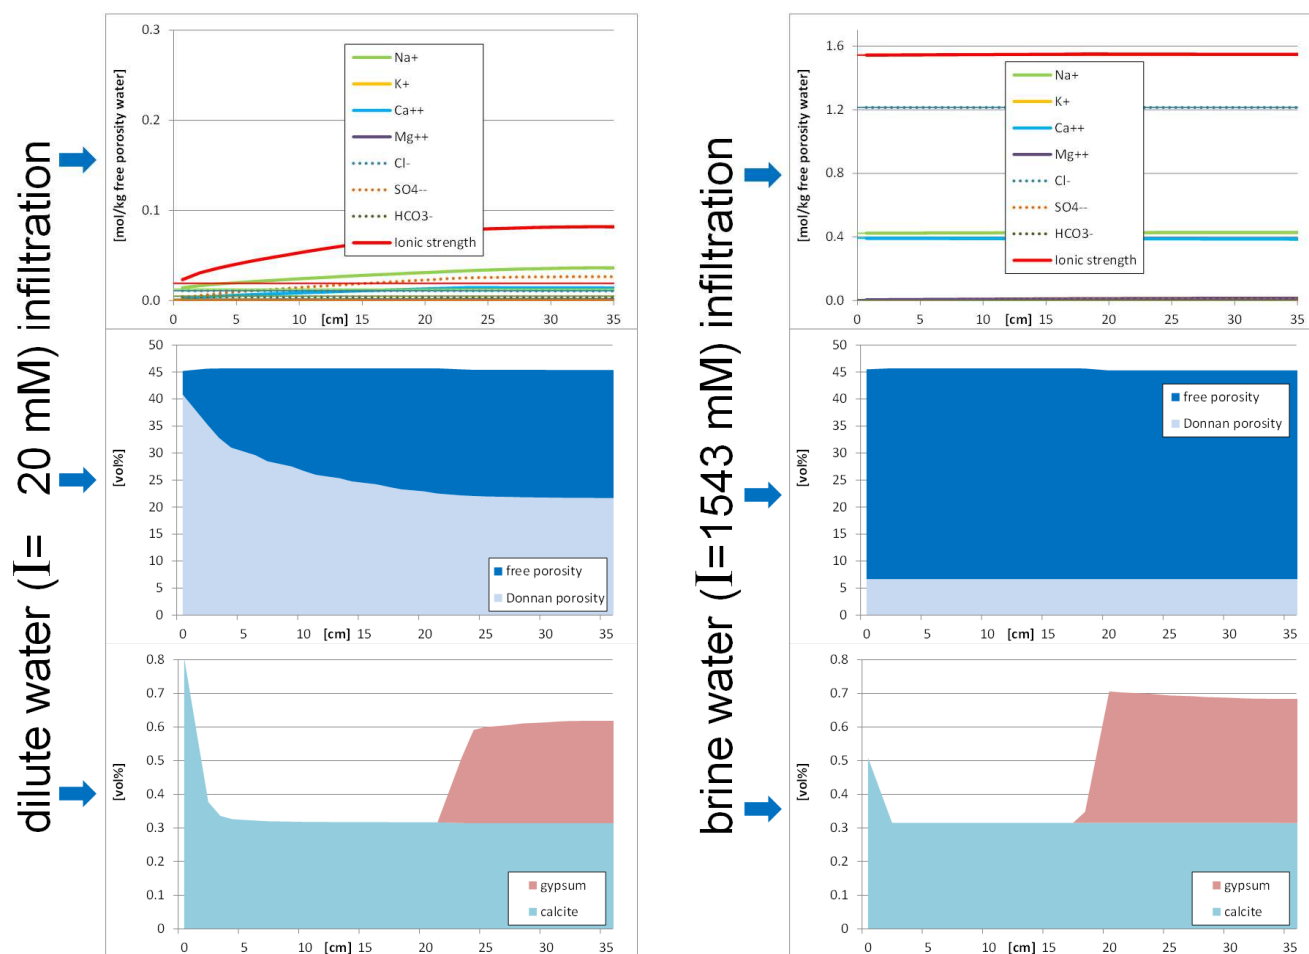 dilute water (I= 20 mM) infiltration
[mol/kg free porosity water]
0.3
0.2
0.1
0.0
Na+
K+
Ca++
Mg++
Cl-
SO4--
HCO3-
Ionic strength
0 5 [cm] 15 20 25 30 35
[vol%]
50
45
40
35
30
25
20
15
10
5
0
free porosity
Donnan porosity
0 5 10 [cm] 15 20 25 30 35
[vol%]
0.8
0.7
0.6
0.5
0.4
0.3
0.2
0.1
0
gypsum
calcite
0 5 10 [cm] 15 20 25 30 35
brine water (I=1543 mM) infiltration
[mol/kg free porosity water]
1.6
1.2
0.8
0.4
0.0
Na+
K+
Ca++
Mg++
Cl-
SO4--
HCO3-
Ionic strength
0 5 10 [cm] 15 20 25 30 35
[vol%]
50
45
40
35
30
25
20
15
10
5
0
free porosity
Donnan porosity
0 5 10 [cm] 15 20 25 30 35
[vol%]
0.8
0.7
0.6
0.5
0.4
0.3
0.2
0.1
0
gypsum
calcite
0 5 10 [cm] 15 20 25 30 35